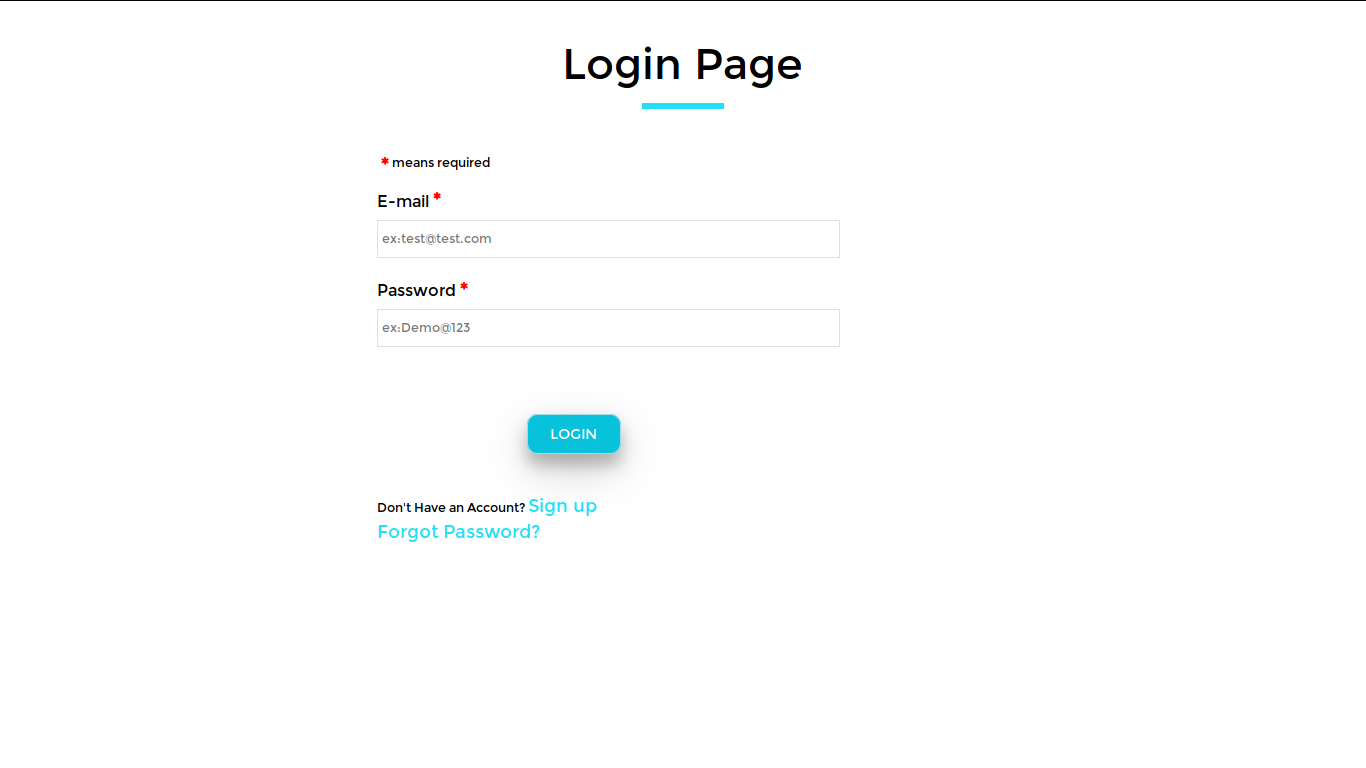 Login Page
* means required
E-mail *
ex:test@test.com
Password *
ex:Demo@123
LOGIN
Don't Have an Account? Sign up
Forgot Password?